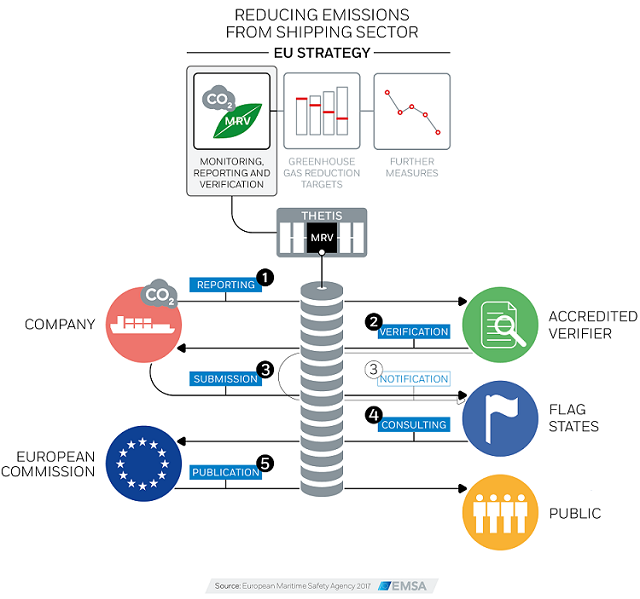 REDUCING EMISSIONS
FROM SHIPPING SECTOR
EU STRATEGY
CO2
MRV
MONITORING,
REPORTING AND
VERIFICATION
GREENHOUSE
GAS REDUCTION
TARGETS
FURTHER
MEASURES
THETIS
MRV
REPORTING 1
CO2
COMPANY
ACCREDITED
VERIFIER
2 VERIFICATION
SUBMISSION 3
3 NOTIFICATION
FLAG
STATES
4 CONSULTING
EUROPEAN
COMMISSION
PUBLICATION 5
PUBLIC
Source: European Maritime Safety Agency 2017 EMSA